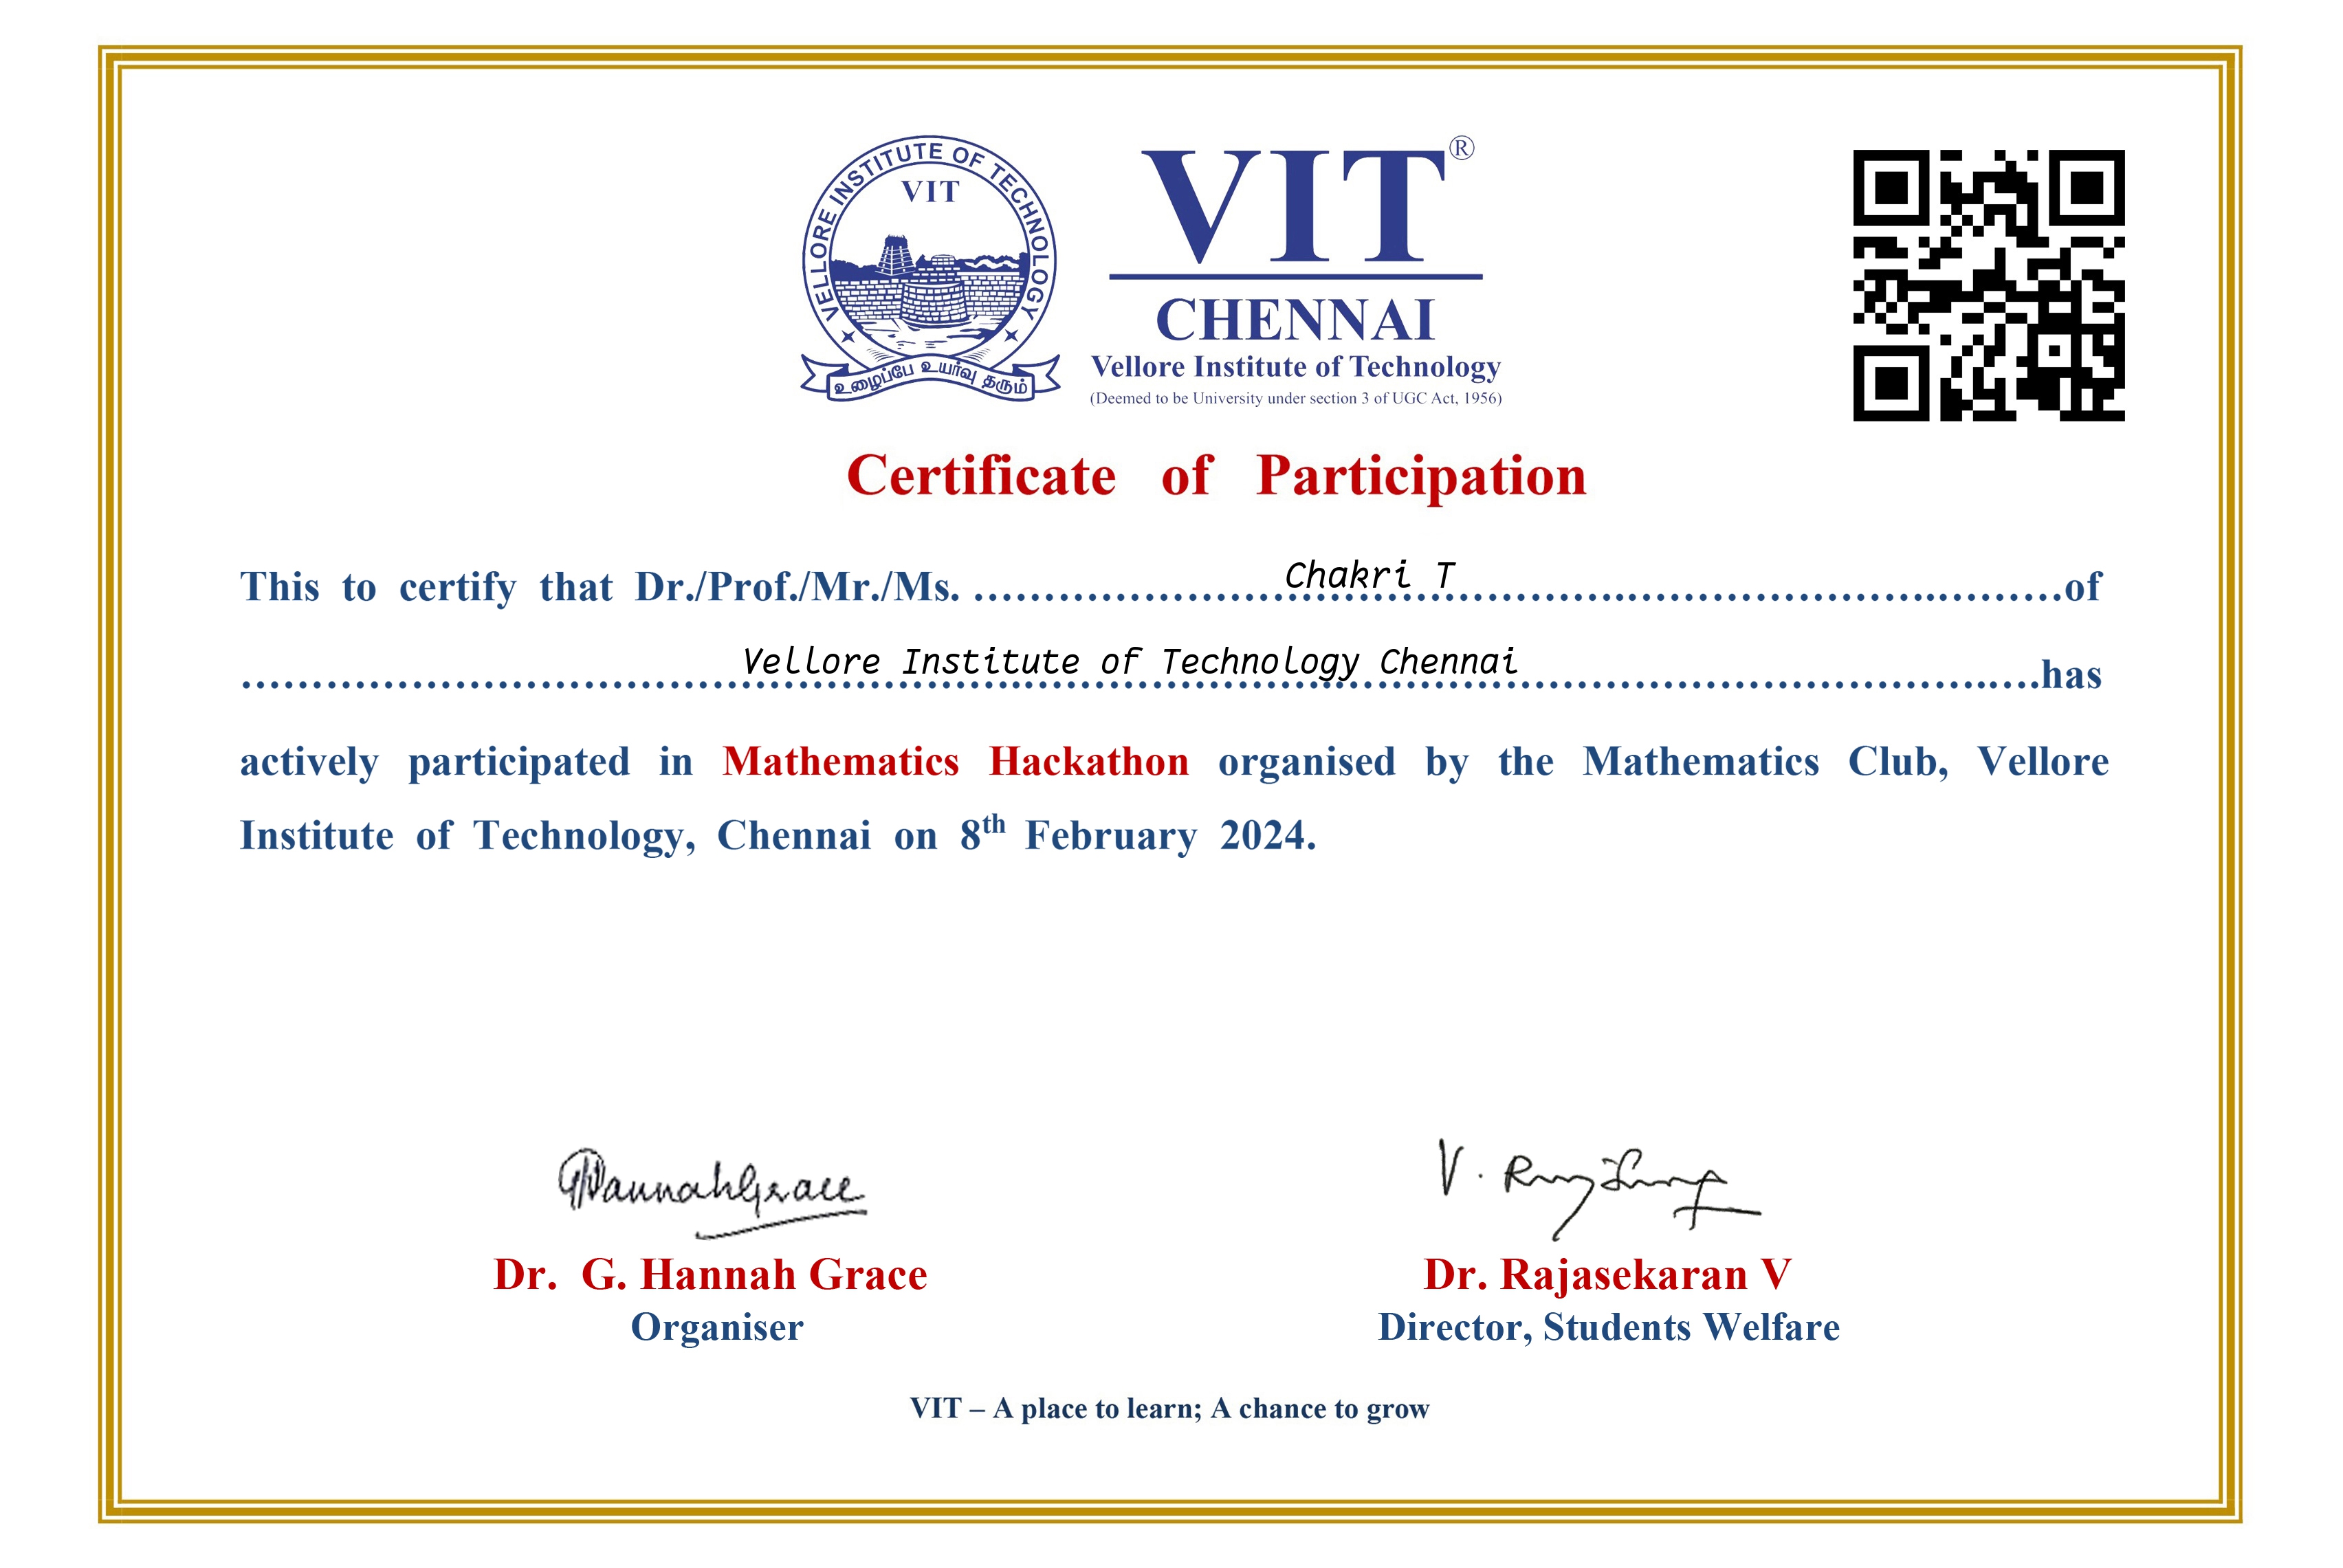 VELLORE INSTITUTE OF TECHNOLOGY
VIT
உழைப்பே உயர்வு தரும்
VIT®
CHENNAI
Vellore Institute of Technology
(Deemed to be University under section 3 of UGC Act, 1956)
Certificate of Participation
This to certify that Dr./Prof./Mr./Ms. ................Chakri T................of
................Vellore Institute of Technology Chennai................has
actively participated in Mathematics Hackathon organised by the Mathematics Club, Vellore
Institute of Technology, Chennai on 8th February 2024.
HannahGrace
Dr. G. Hannah Grace
Organiser
V.
Dr. Rajasekaran V
Director, Students Welfare
VIT – A place to learn; A chance to grow